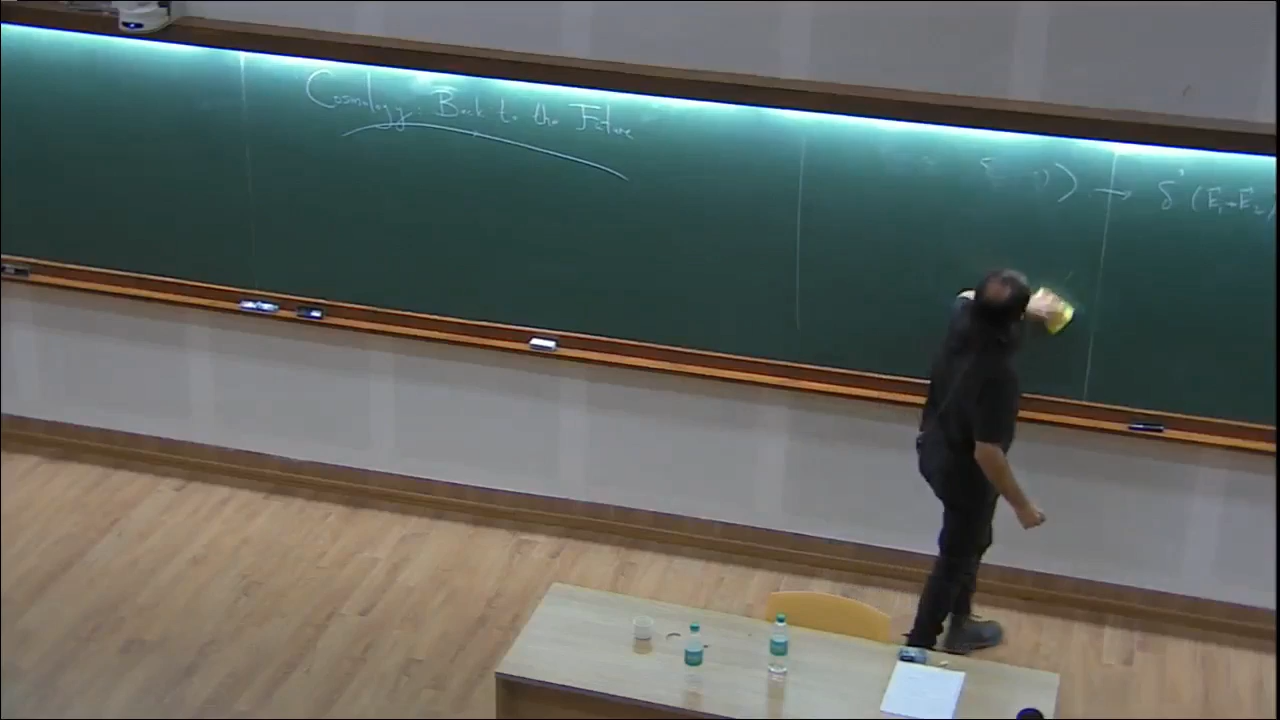 Cosmology: Back to the Future
⟩ → δ' (E₁+E₂)